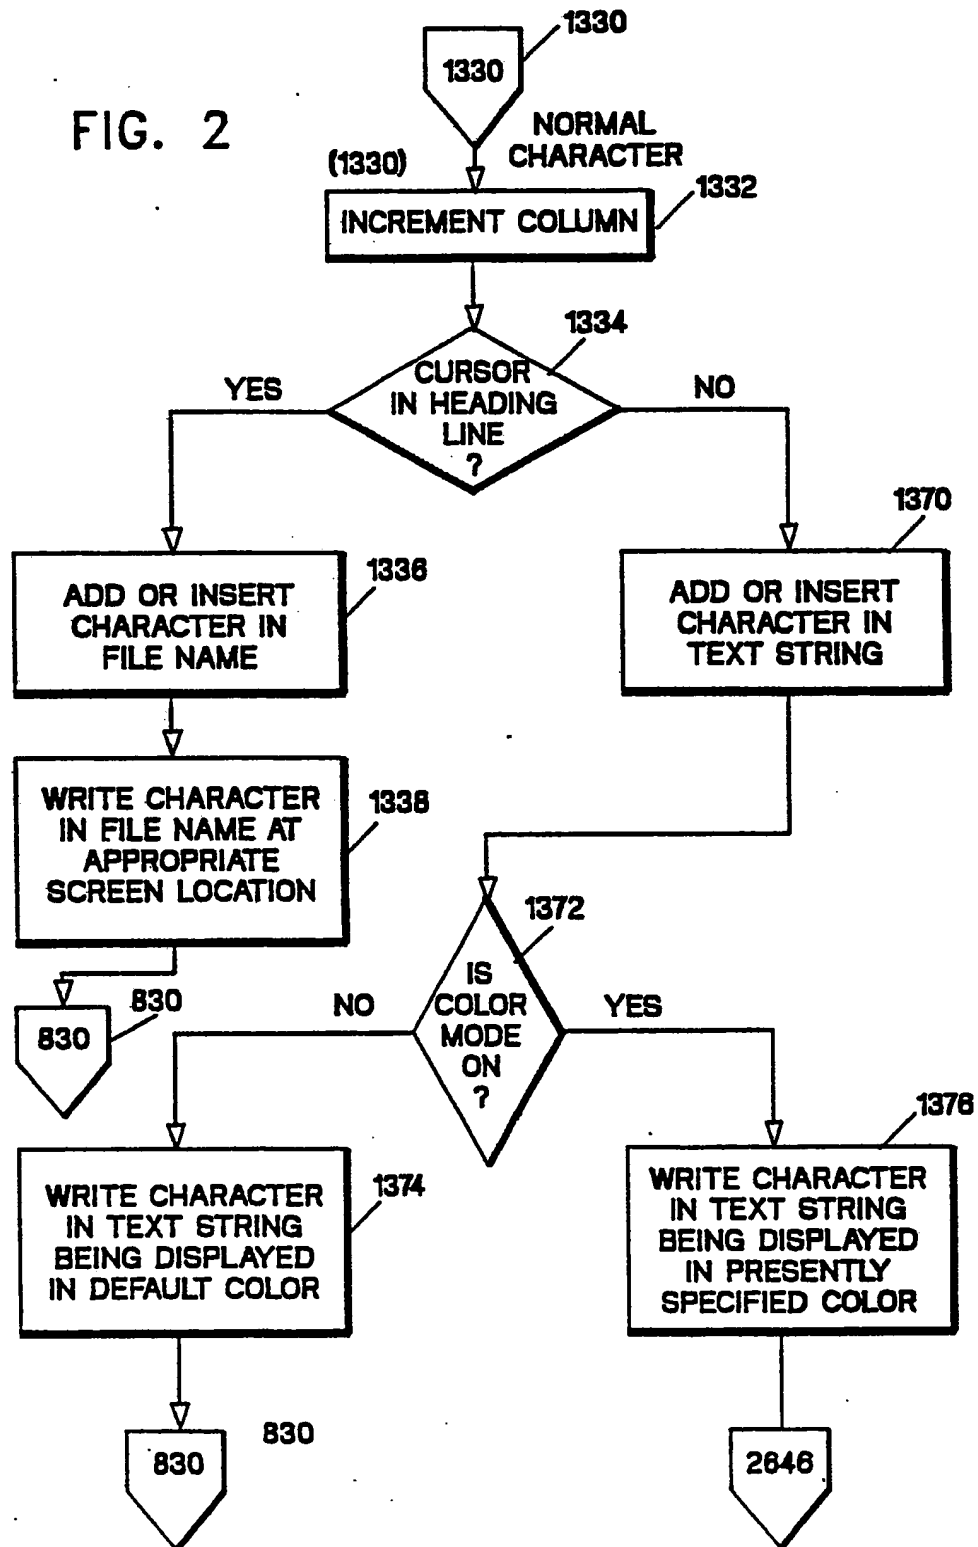 1330
1330
FIG. 2
NORMAL
CHARACTER
(1330)
1332
INCREMENT COLUMN
1334
CURSOR
IN HEADING
LINE
?
YES
NO
1370
1336
ADD OR INSERT
CHARACTER IN
FILE NAME
ADD OR INSERT
CHARACTER IN
TEXT STRING
1338
WRITE CHARACTER
IN FILE NAME AT
APPROPRIATE
SCREEN LOCATION
1372
IS
COLOR
MODE
ON
?
NO
YES
830
830
1376
1374
WRITE CHARACTER
IN TEXT STRING
BEING DISPLAYED
IN DEFAULT COLOR
WRITE CHARACTER
IN TEXT STRING
BEING DISPLAYED
IN PRESENTLY
SPECIFIED COLOR
830
830
2646